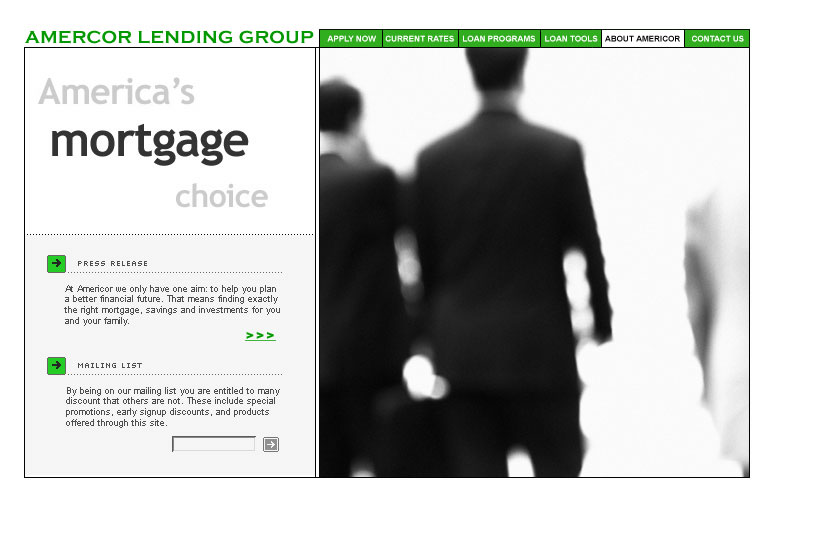 AMERCOR LENDING GROUP
APPLY NOW CURRENT RATES LOAN PROGRAMS LOAN TOOLS ABOUT AMERICOR CONTACT US
America's
mortgage
choice
PRESS RELEASE
At Americor we only have one aim: to help you plan
a better financial future. That means finding exactly
the right mortgage, savings and investments for you
and your family.
>>>
MAILING LIST
By being on our mailing list you are entitled to many
discount that others are not. These include special
promotions, early signup discounts, and products
offered through this site.